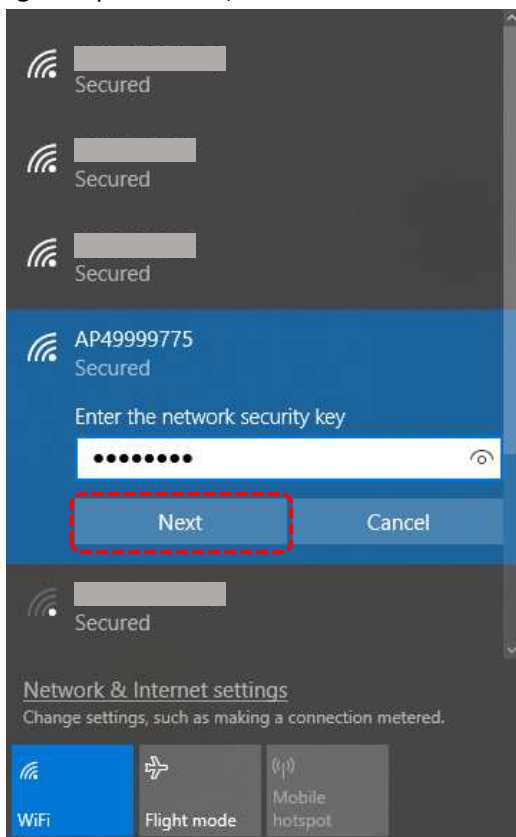 Secured
Secured
Secured
AP49999775
Secured
Enter the network security key
••••••••
Next Cancel
Secured
Network & Internet settings
Change settings, such as making a connection metered.
WiFi Flight mode Mobile hotspot